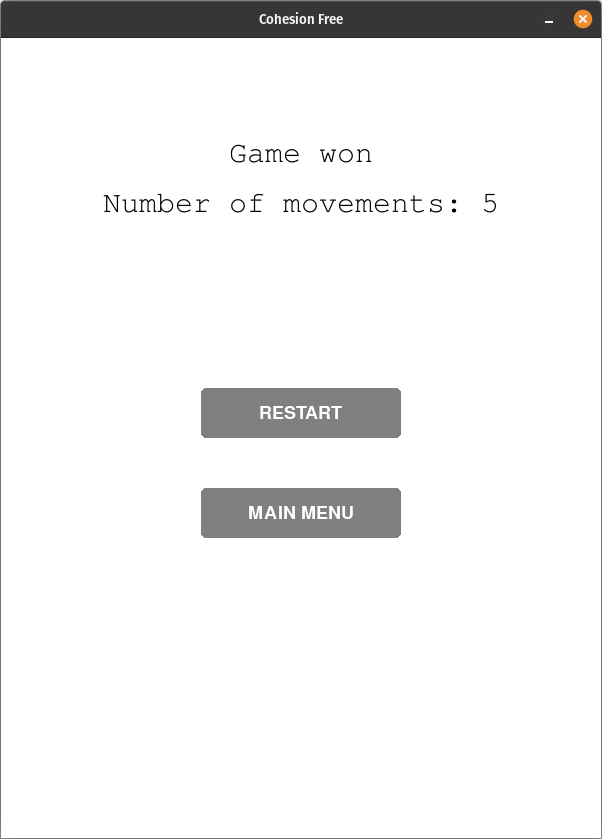 Cohesion Free
Game won
Number of movements: 5
RESTART
MAIN MENU